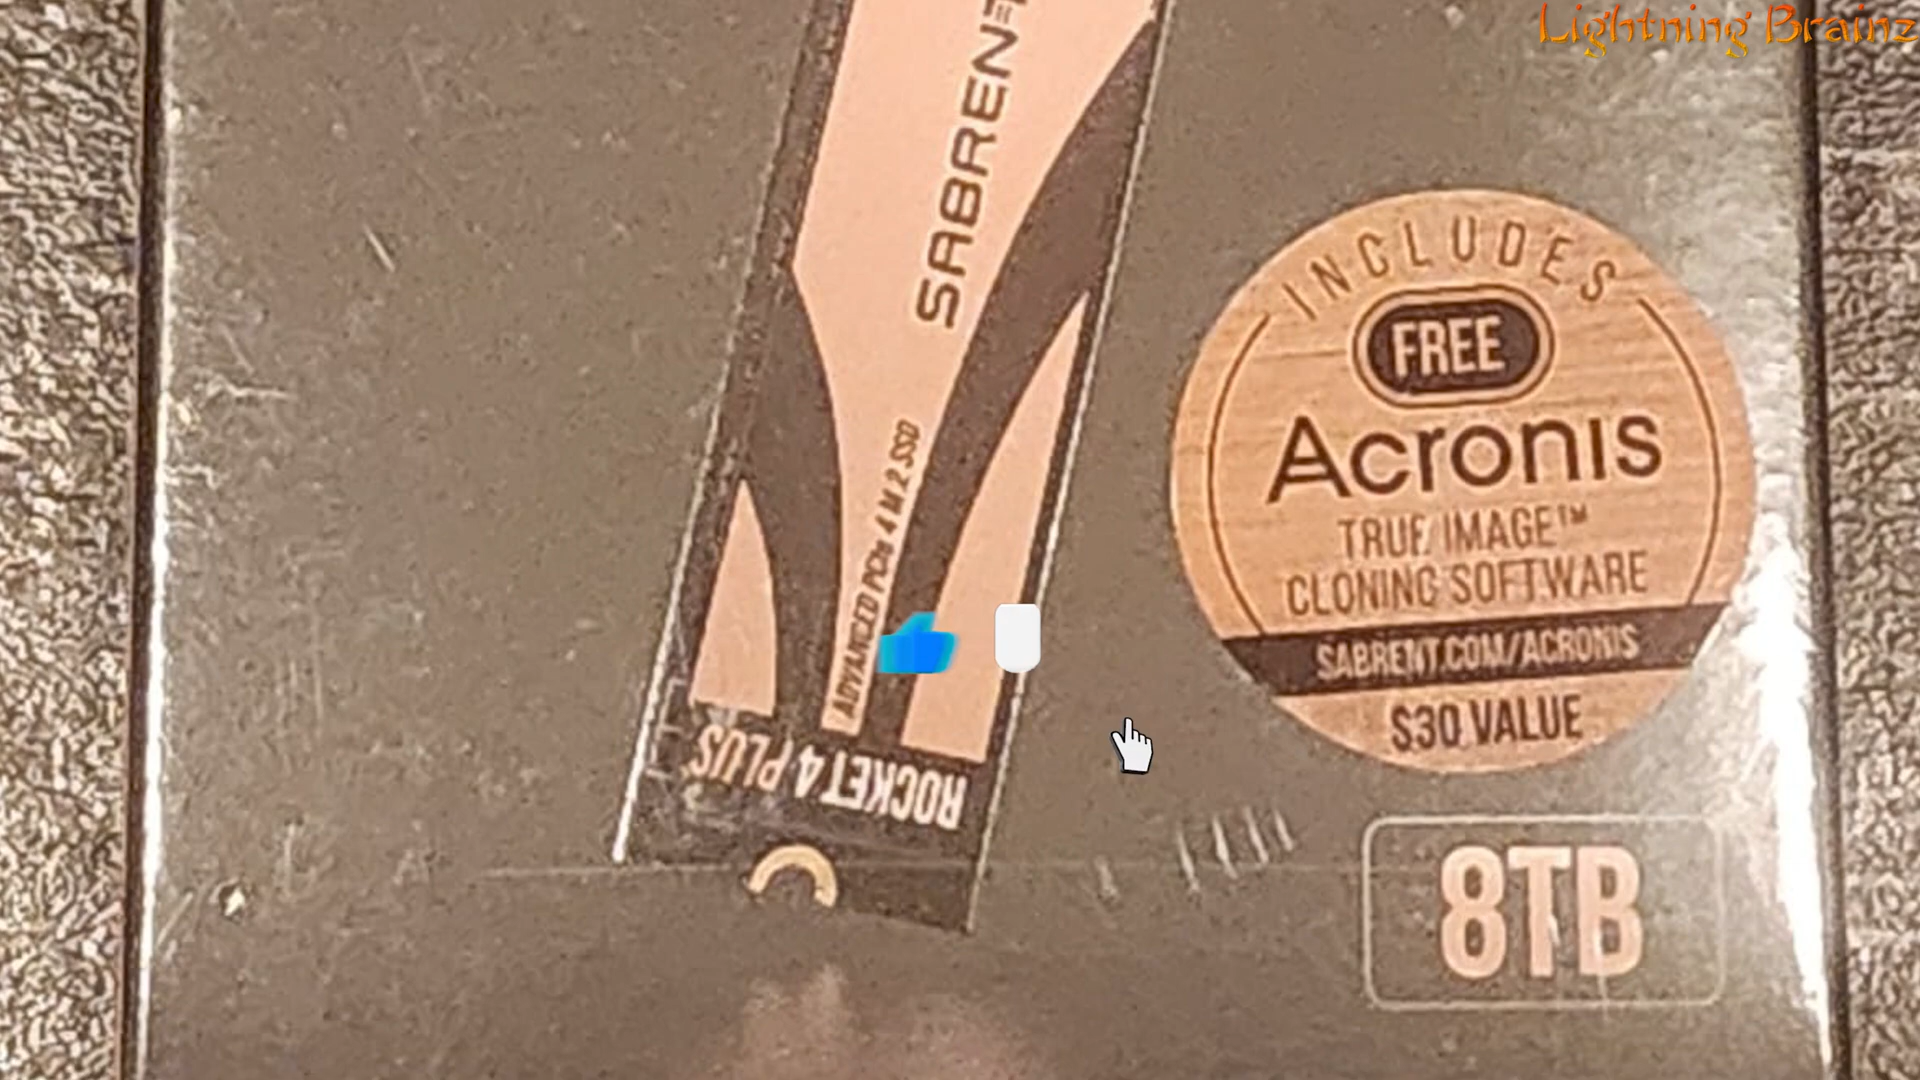 Lightning Brainz
SABRENT
ADVANCED PCIe 4 M.2 SSD
ROCKET 4 PLUS
INCLUDES
FREE
Acronis
TRUE IMAGE™
CLONING SOFTWARE
SABRENT.COM/ACRONIS
$30 VALUE
8TB